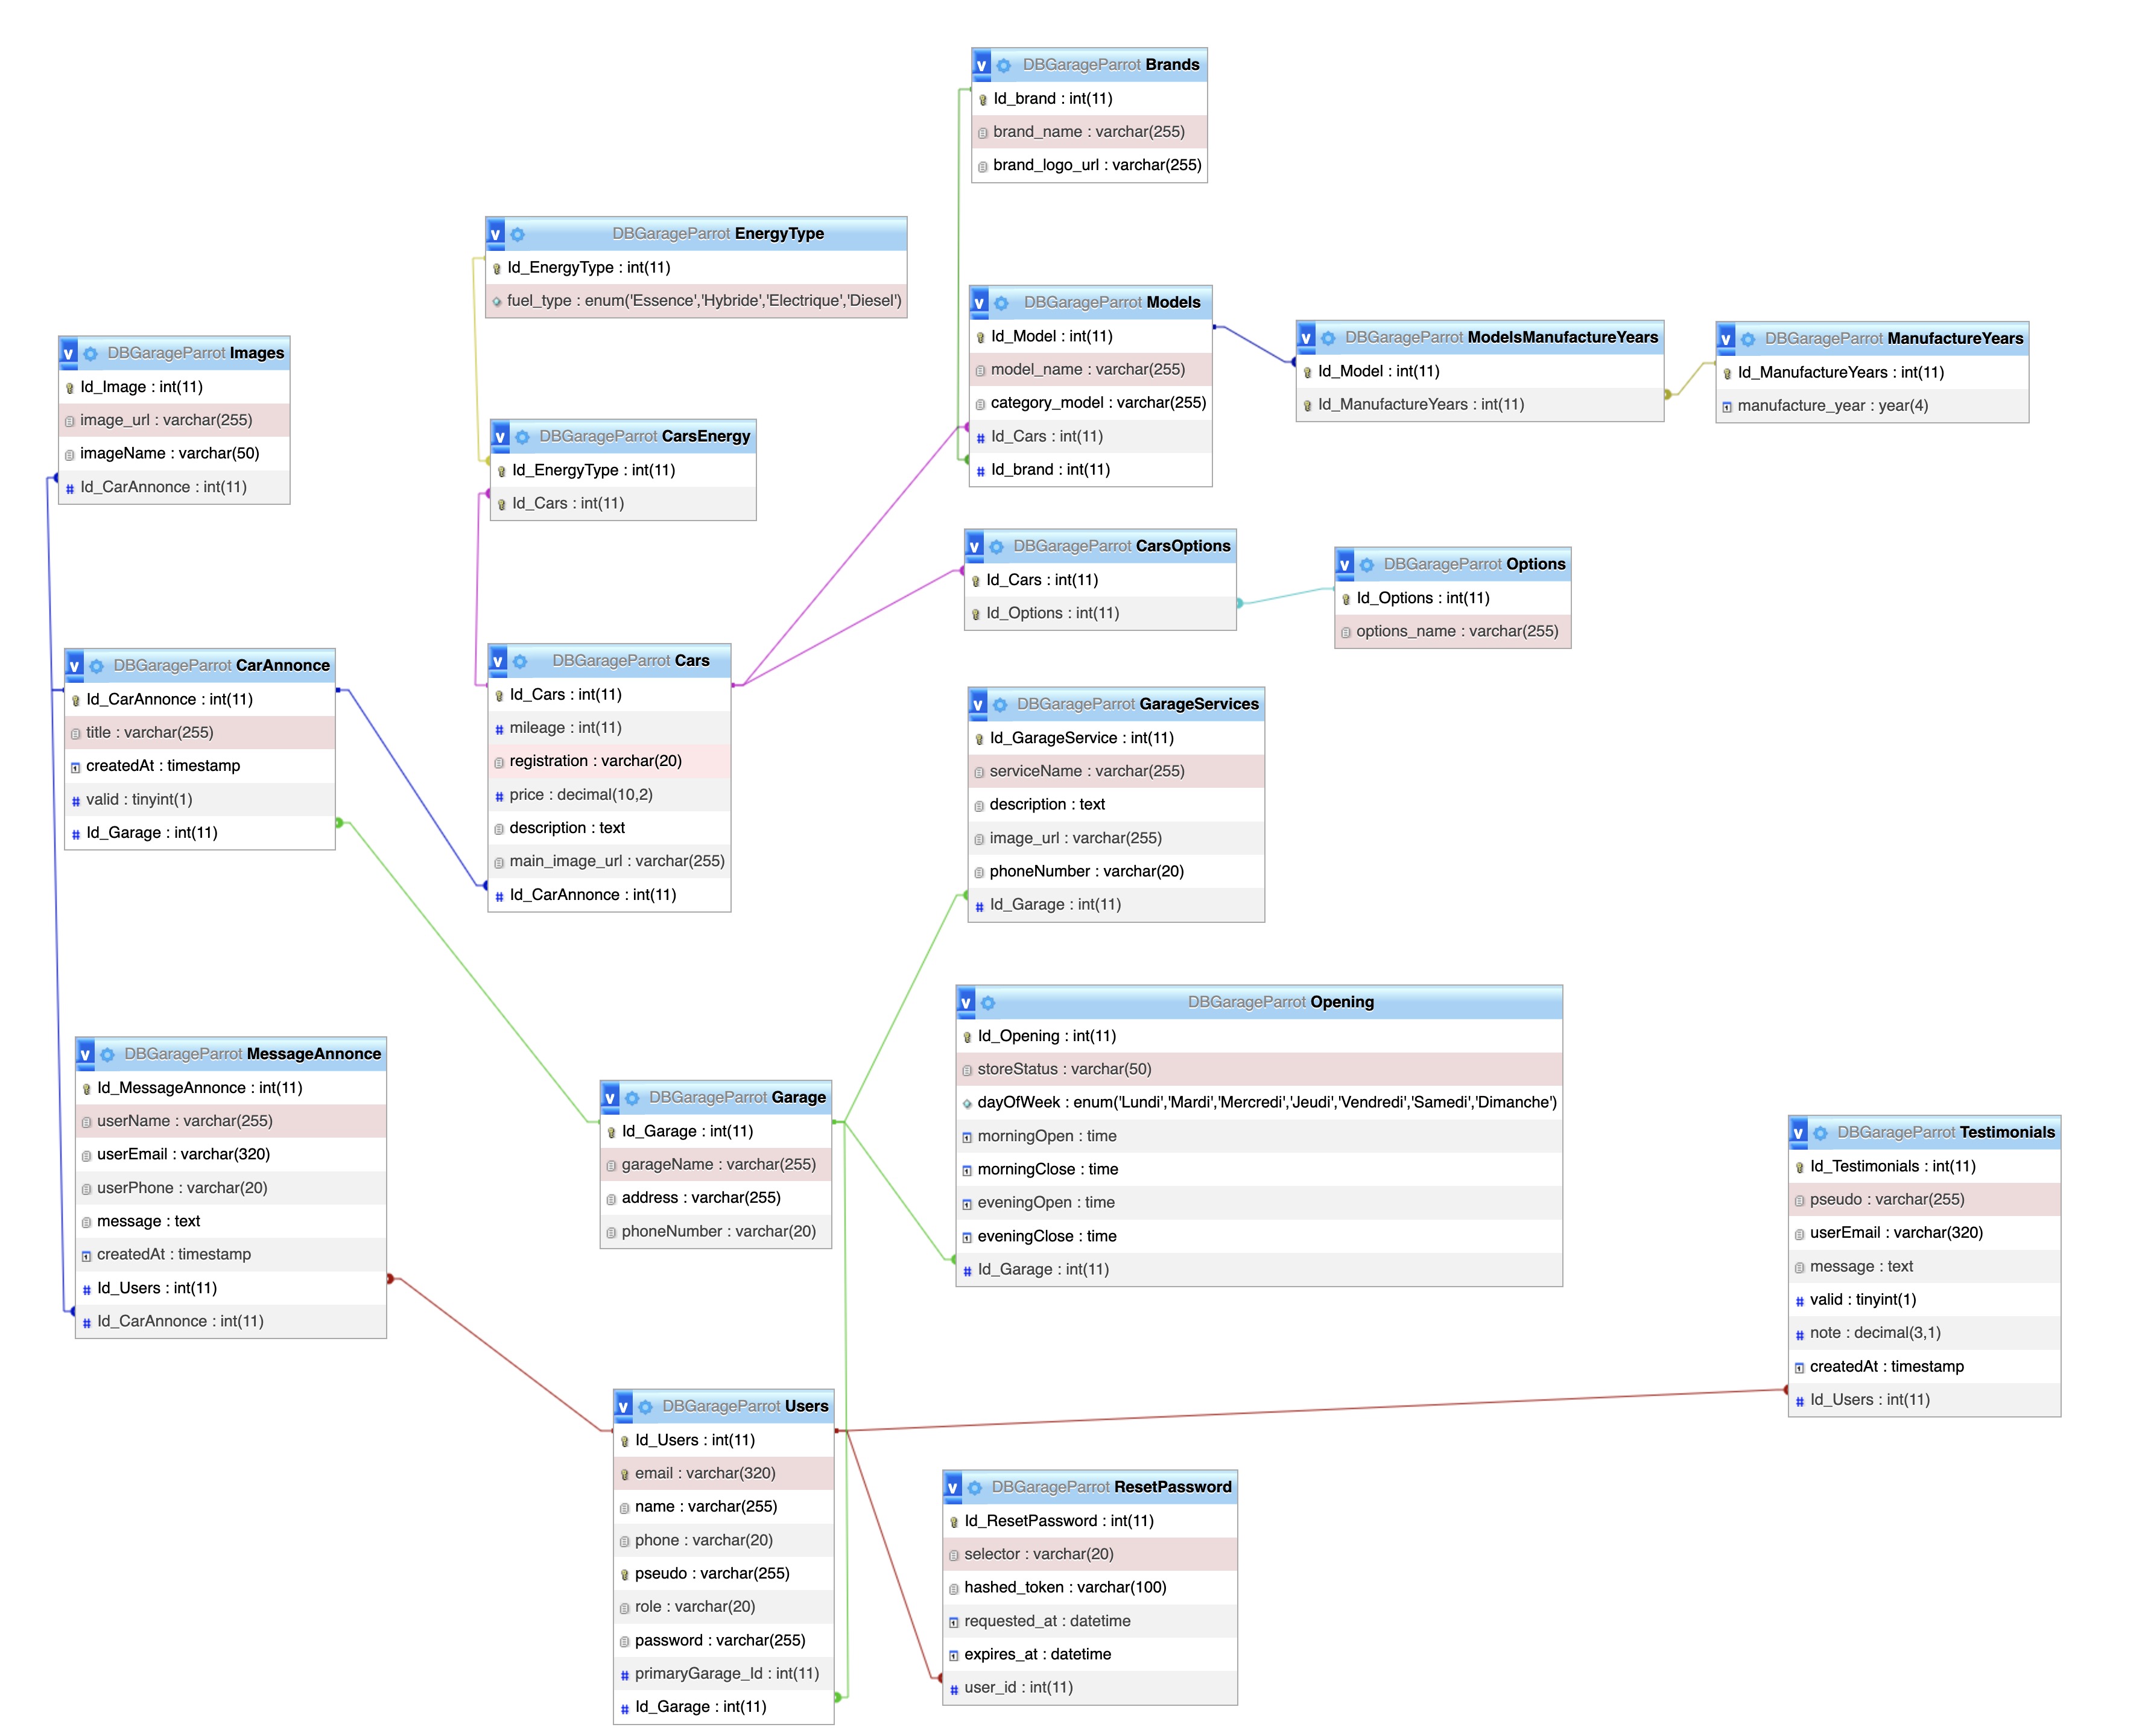 DBGarageParrot Brands
Id_brand : int(11)
brand_name : varchar(255)
brand_logo_url : varchar(255)
DBGarageParrot EnergyType
Id_EnergyType : int(11)
fuel_type : enum('Essence','Hybride','Electrique','Diesel')
DBGarageParrot Models
Id_Model : int(11)
model_name : varchar(255)
category_model : varchar(255)
Id_Cars : int(11)
Id_brand : int(11)
DBGarageParrot ModelsManufactureYears
Id_Model : int(11)
Id_ManufactureYears : int(11)
DBGarageParrot ManufactureYears
Id_ManufactureYears : int(11)
manufacture_year : year(4)
DBGarageParrot Images
Id_Image : int(11)
image_url : varchar(255)
imageName : varchar(50)
Id_CarAnnonce : int(11)
DBGarageParrot CarsEnergy
Id_EnergyType : int(11)
Id_Cars : int(11)
DBGarageParrot CarsOptions
Id_Cars : int(11)
Id_Options : int(11)
DBGarageParrot Options
Id_Options : int(11)
options_name : varchar(255)
DBGarageParrot CarAnnonce
Id_CarAnnonce : int(11)
title : varchar(255)
createdAt : timestamp
valid : tinyint(1)
Id_Garage : int(11)
DBGarageParrot Cars
Id_Cars : int(11)
mileage : int(11)
registration : varchar(20)
price : decimal(10,2)
description : text
main_image_url : varchar(255)
Id_CarAnnonce : int(11)
DBGarageParrot GarageServices
Id_GarageService : int(11)
serviceName : varchar(255)
description : text
image_url : varchar(255)
phoneNumber : varchar(20)
Id_Garage : int(11)
DBGarageParrot Opening
Id_Opening : int(11)
storeStatus : varchar(50)
dayOfWeek : enum('Lundi','Mardi','Mercredi','Jeudi','Vendredi','Samedi','Dimanche')
morningOpen : time
morningClose : time
eveningOpen : time
eveningClose : time
Id_Garage : int(11)
DBGarageParrot MessageAnnonce
Id_MessageAnnonce : int(11)
userName : varchar(255)
userEmail : varchar(320)
userPhone : varchar(20)
message : text
createdAt : timestamp
Id_Users : int(11)
Id_CarAnnonce : int(11)
DBGarageParrot Garage
Id_Garage : int(11)
garageName : varchar(255)
address : varchar(255)
phoneNumber : varchar(20)
DBGarageParrot Testimonials
Id_Testimonials : int(11)
pseudo : varchar(255)
userEmail : varchar(320)
message : text
valid : tinyint(1)
note : decimal(3,1)
createdAt : timestamp
Id_Users : int(11)
DBGarageParrot Users
Id_Users : int(11)
email : varchar(320)
name : varchar(255)
phone : varchar(20)
pseudo : varchar(255)
role : varchar(20)
password : varchar(255)
primaryGarage_Id : int(11)
Id_Garage : int(11)
DBGarageParrot ResetPassword
Id_ResetPassword : int(11)
selector : varchar(20)
hashed_token : varchar(100)
requested_at : datetime
expires_at : datetime
user_id : int(11)